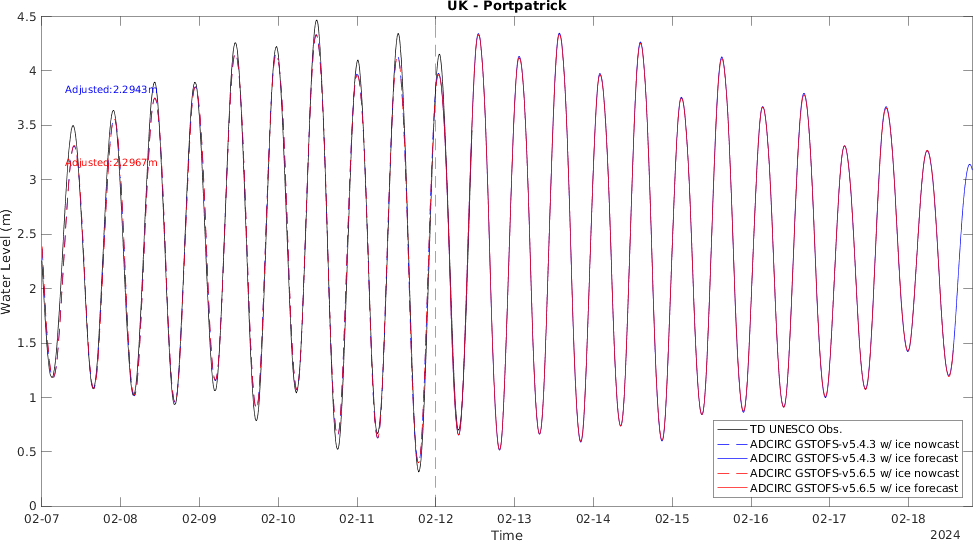 UK - Portpatrick
4.5
4
3.5
3
2.5
2
1.5
1
0.5
0
Water Level (m)
Adjusted:2.2943m
Adjusted:2.2967m
TD UNESCO Obs.
ADCIRC GSTOFS-v5.4.3 w/ ice nowcast
ADCIRC GSTOFS-v5.4.3 w/ ice forecast
ADCIRC GSTOFS-v5.6.5 w/ ice nowcast
ADCIRC GSTOFS-v5.6.5 w/ ice forecast
02-07 02-08 02-09 02-10 02-11 02-12 02-13 02-14 02-15 02-16 02-17 02-18
Time
2024